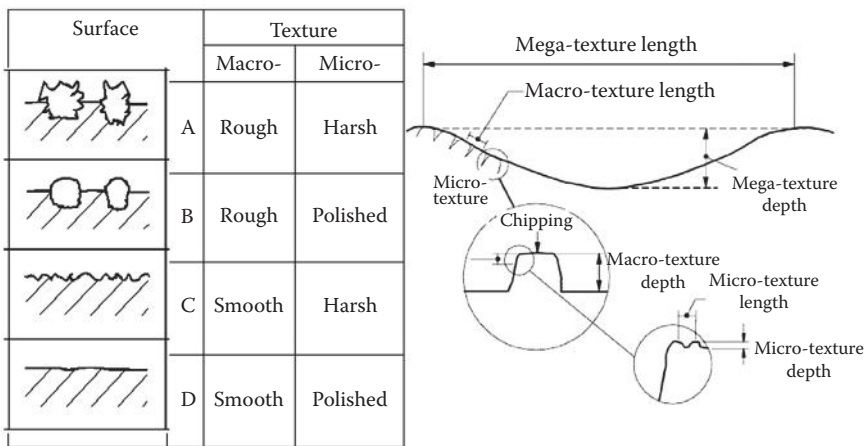 Surface
Texture
Macro-
Micro-
A
Rough
Harsh
B
Rough
Polished
C
Smooth
Harsh
D
Smooth
Polished
Mega-texture length
Macro-texture length
Micro-
texture
Mega-texture
depth
Chipping
Macro-texture
depth
Micro-texture
length
Micro-texture
depth